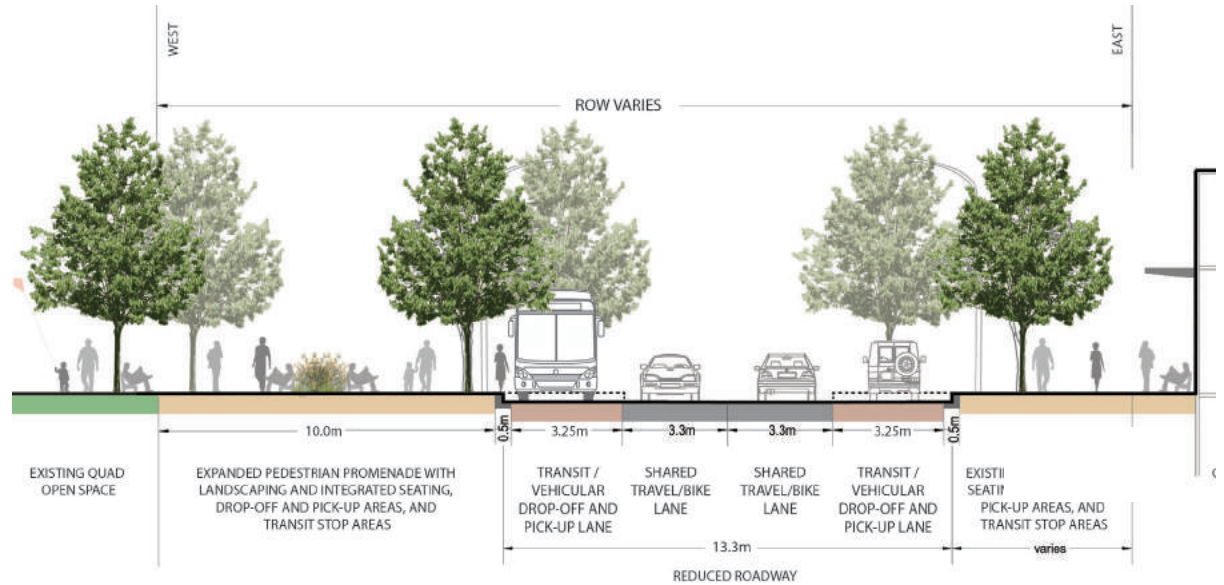 WEST
EAST
ROW VARIES
10.0m
0.5m
3.25m
3.3m
3.3m
3.25m
0.5m
EXISTING QUAD
OPEN SPACE
EXPANDED PEDESTRIAN PROMENADE WITH
LANDSCAPING AND INTEGRATED SEATING,
DROP-OFF AND PICK-UP AREAS, AND
TRANSIT STOP AREAS
TRANSIT /
VEHICULAR
DROP-OFF AND
PICK-UP LANE
SHARED
TRAVEL/BIKE
LANE
SHARED
TRAVEL/BIKE
LANE
TRANSIT /
VEHICULAR
DROP-OFF AND
PICK-UP LANE
PICK-UP AREAS, AND
TRANSIT STOP AREAS
13.3m
varies
REDUCED ROADWAY